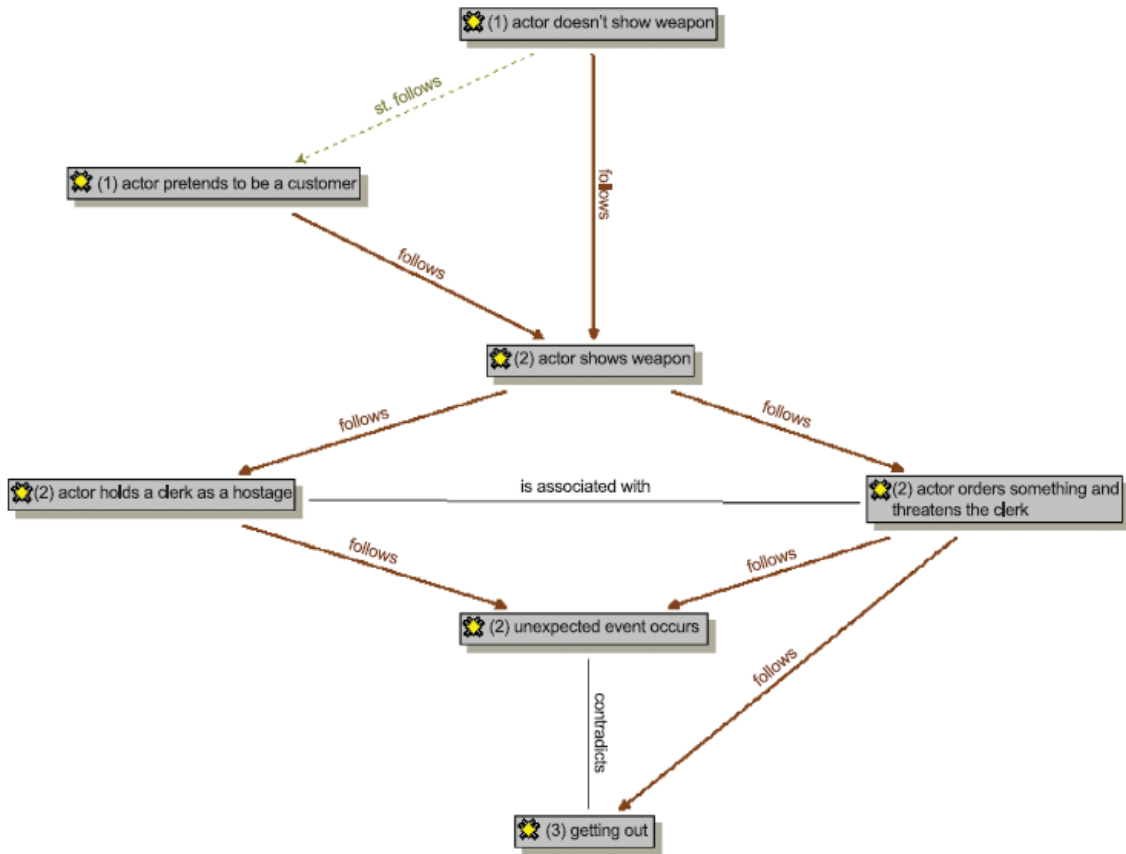 (1) actor doesn't show weapon
st. follows
(1) actor pretends to be a customer
follows
follows
(2) actor shows weapon
follows
follows
(2) actor holds a clerk as a hostage
is associated with
(2) actor orders something and
threatens the clerk
follows
follows
(2) unexpected event occurs
follows
contradicts
(3) getting out